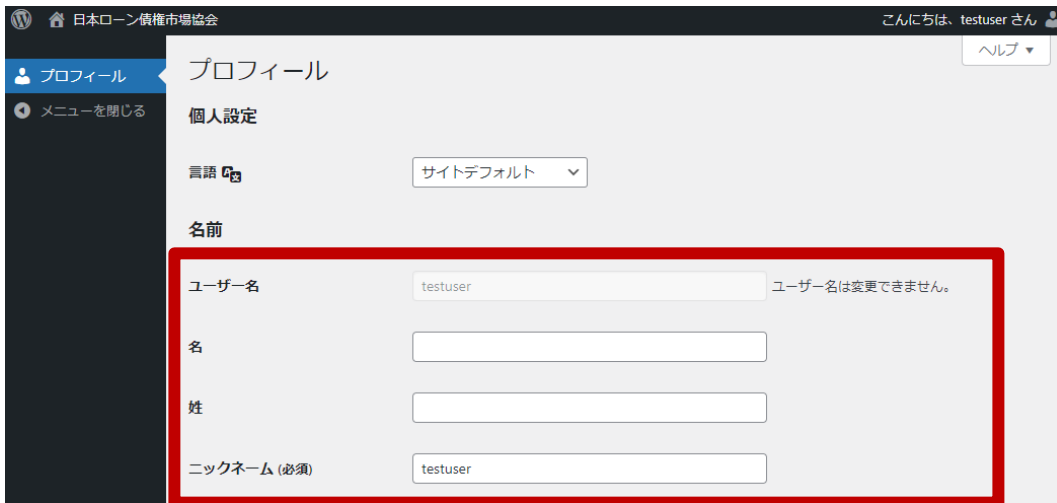 日本ローン債権市場協会
こんにちは、testuser さん
ヘルプ ▼
プロフィール
メニューを閉じる
プロフィール
個人設定
言語
サイトデフォルト
名前
ユーザー名
testuser
ユーザー名は変更できません。
名
姓
ニックネーム (必須)
testuser